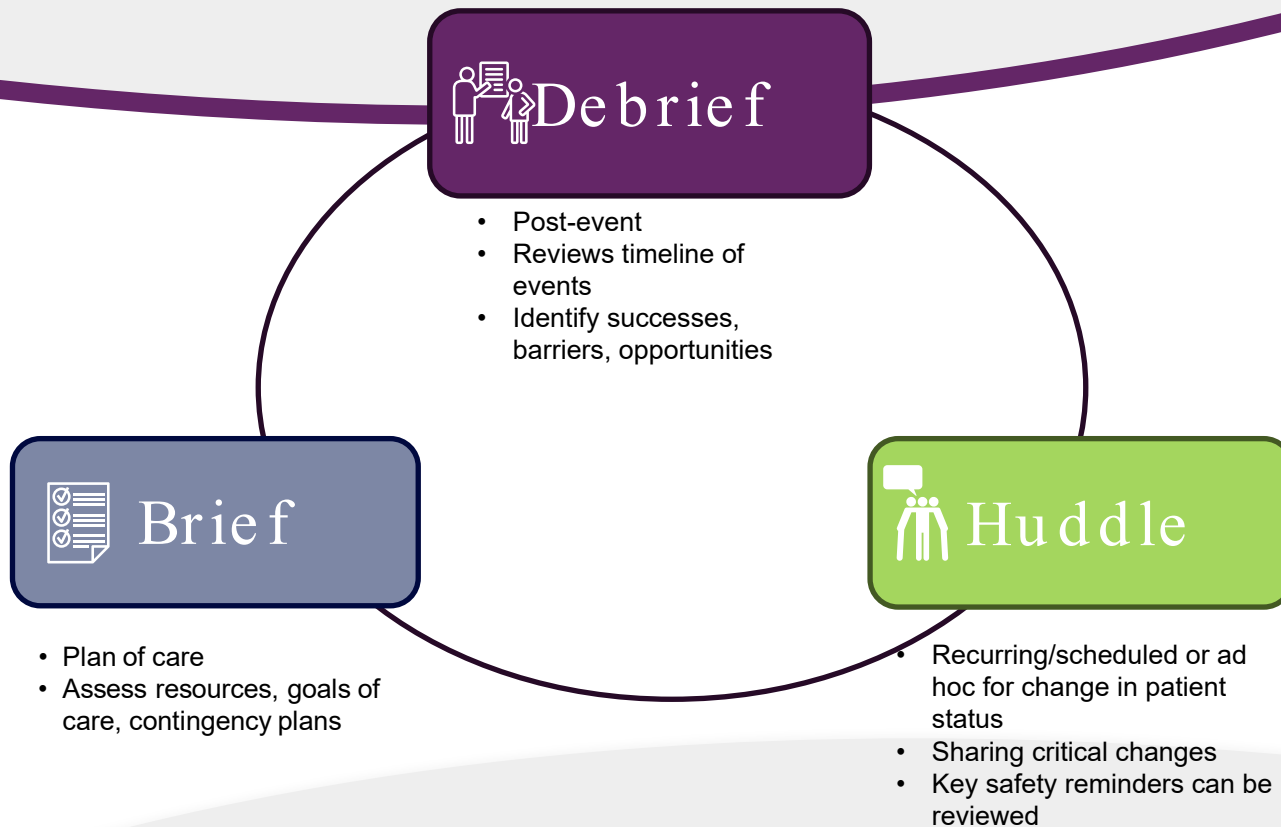 Debrief
• Post-event
• Reviews timeline of
events
• Identify successes,
barriers, opportunities
Brief
• Plan of care
• Assess resources, goals of
care, contingency plans
Huddle
• Recurring/scheduled or ad
hoc for change in patient
status
• Sharing critical changes
• Key safety reminders can be
reviewed